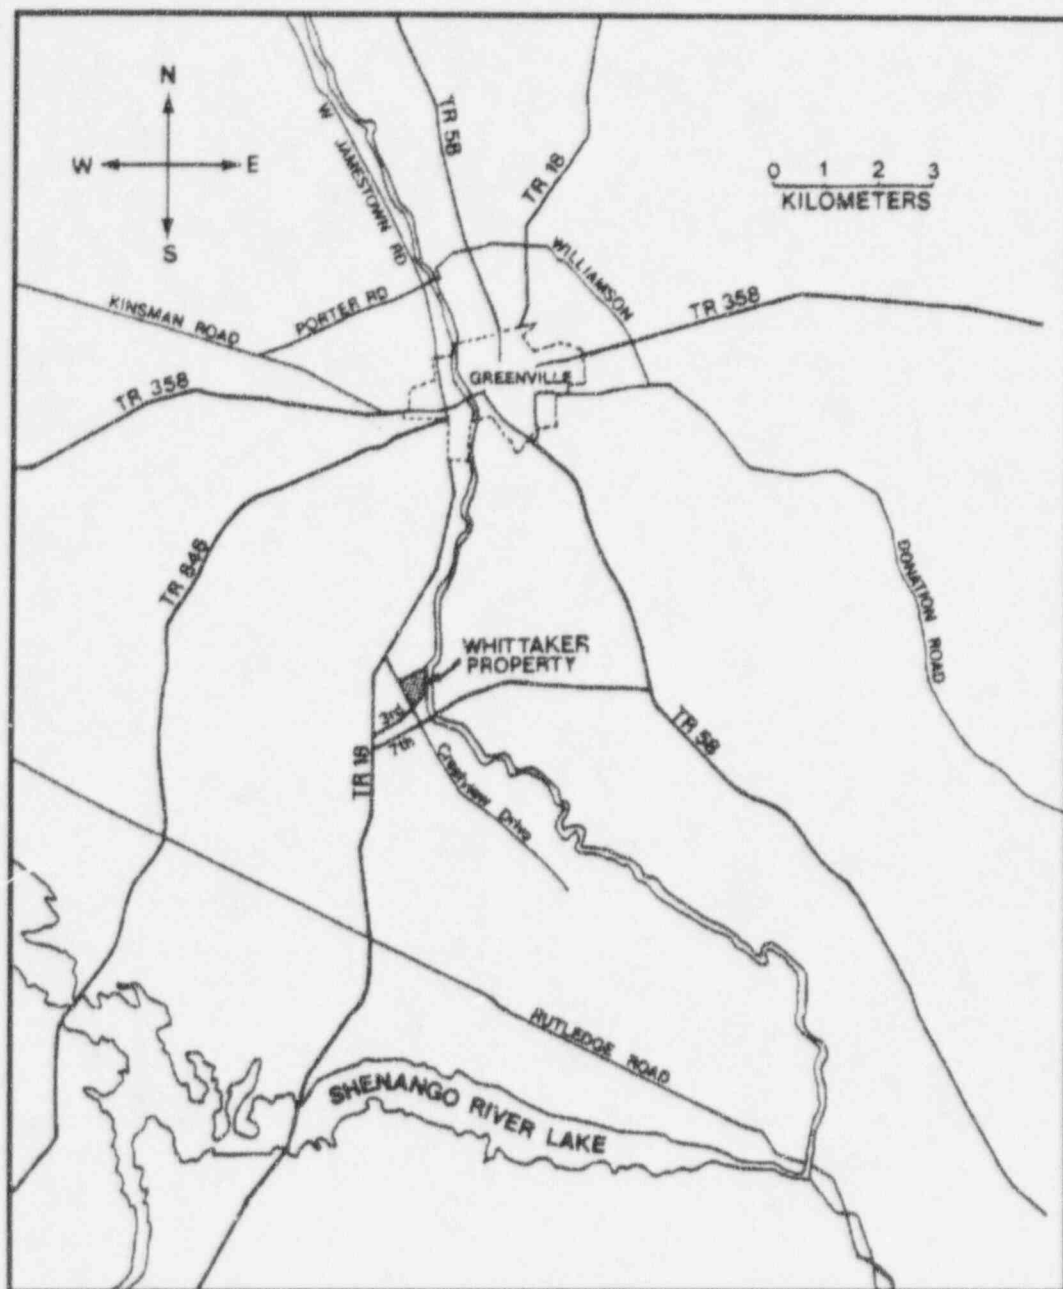 N
W E
S
0 1 2 3
KILOMETERS
W JAMESTOWN RD
TR 58
TR 18
WILLIAMSON
KINSMAN ROAD
PORTER RD
TR 358
TR 358
GREENVILLE
TR 846
DONATION ROAD
WHITTAKER
PROPERTY
3rd
7th
TR 18
TR 58
Crestview Drive
RUTLEDGE ROAD
SHENANGO RIVER LAKE